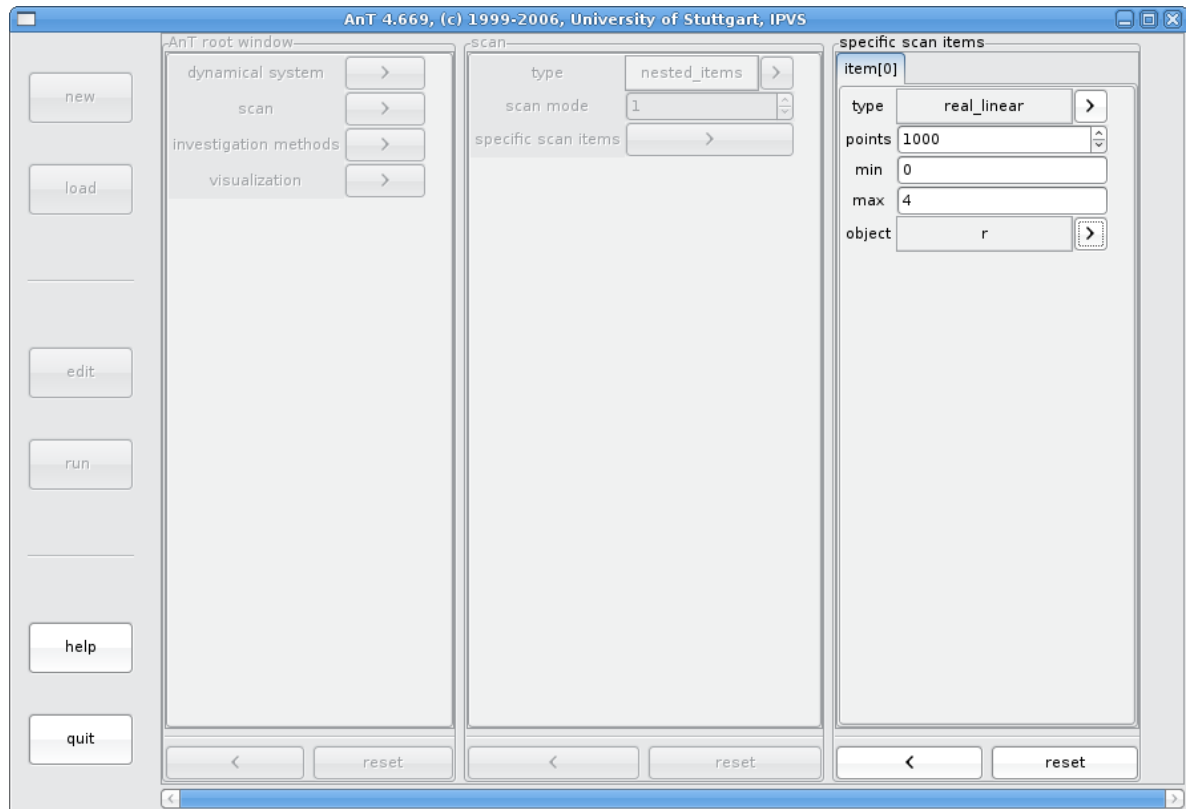 AnT 4.669, (c) 1999-2006, University of Stuttgart, IPVS
new
load
edit
run
help
quit
AnT root window
dynamical system >
scan >
investigation methods >
visualization >
< reset
scan
type nested_items >
scan mode 1
specific scan items >
< reset
specific scan items
item[0]
type real_linear >
points 1000
min 0
max 4
object r >
< reset